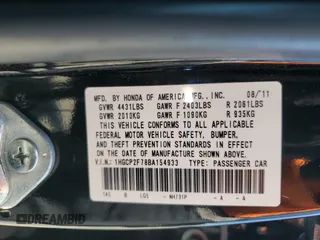 MFD. BY HONDA OF AMERICA MFG., INC. 08/11
GVWR 4431LBS GAWR F 2403LBS R 2061LBS
GVWR 2010KG GAWR F 1090KG R 935KG
THIS VEHICLE CONFORMS TO ALL APPLICABLE
FEDERAL MOTOR VEHICLE SAFETY, BUMPER,
AND THEFT PREVENTION STANDARDS IN EFFECT ON
THE DATE OF MANUFACTURE SHOWN ABOVE.
V.I.N: 1HGCP2F78BA154933 TYPE: PASSENGER CAR
NH731P
DREAMBID